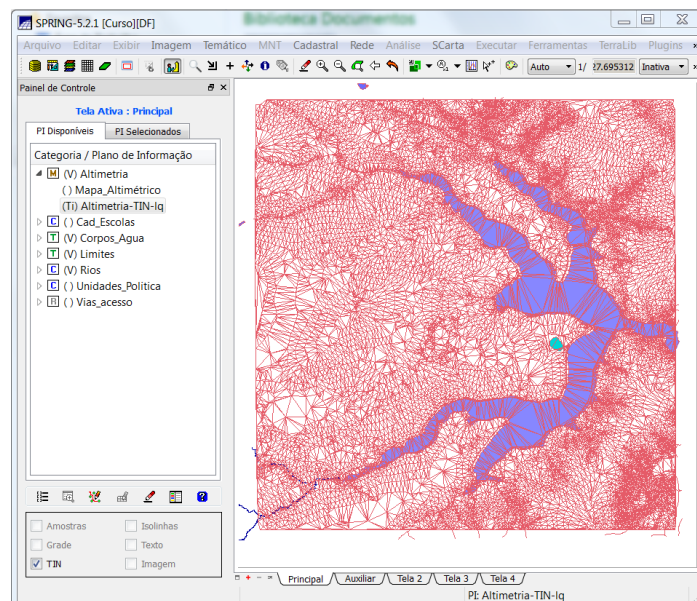 Biblioteca Documentos
SPRING-5.2.1 [Curso][DF]
Arquivo Editar Exibir Imagem Temático MNT Cadastral Rede Análise SCarta Executar Ferramentas TerraLib Plugins »
Auto 1/ 27.695312 Inativa »
Painel de Controle
Tela Ativa : Principal
PI Disponíveis PI Selecionados
Categoria / Plano de Informação
M (V) Altimetria
( ) Mapa_Altimétrico
(Ti) Altimetria-TIN-lq
C ( ) Cad_Escolas
T (V) Corpos_Agua
T (V) Limites
C (V) Rios
C ( ) Unidades_Politica
R ( ) Vias_acesso
Amostras Isolinhas
Grade Texto
TIN Imagem
Principal Auxiliar Tela 2 Tela 3 Tela 4
PI: Altimetria-TIN-lq